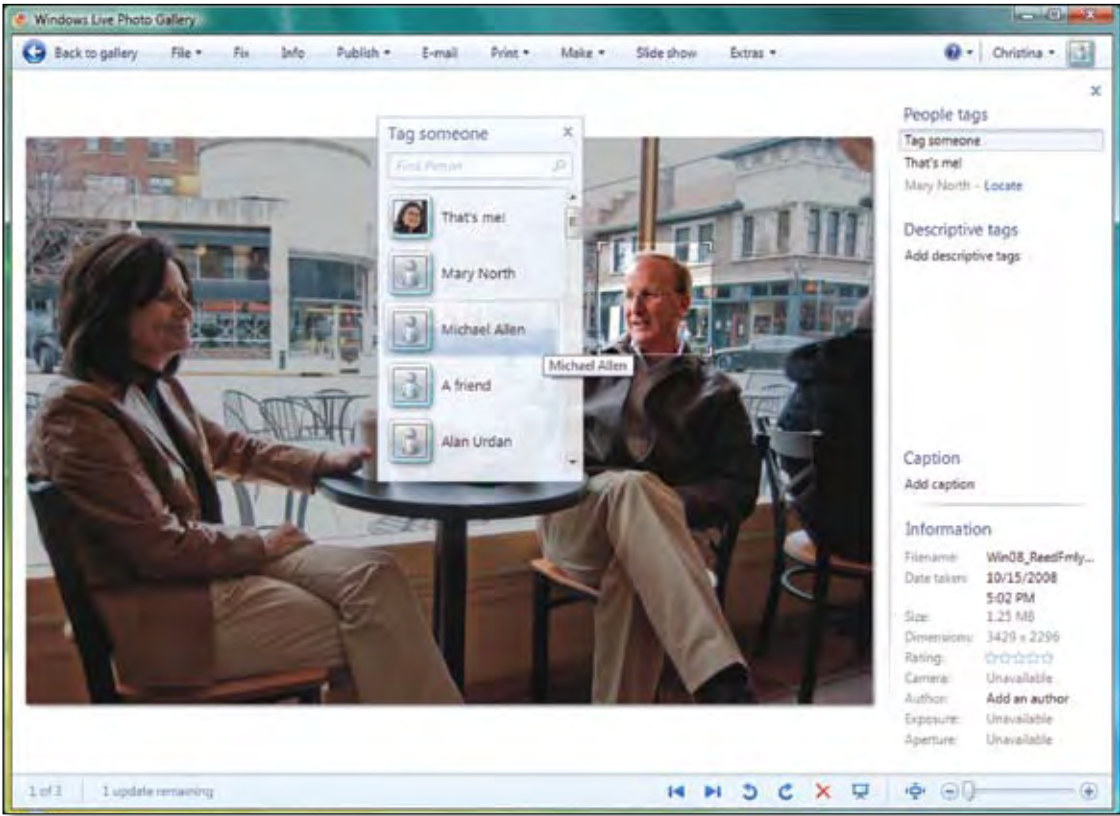 Windows Live Photo Gallery
Back to gallery File Fix Info Publish E-mail Print Make Slide show Extras Christina
People tags
Tag someone
That's me!
Mary North - Locate
Descriptive tags
Add descriptive tags
Caption
Add caption
Information
Filename: Win08_ReedFmly...
Date taken: 10/15/2008
5:02 PM
Size: 1.25 MB
Dimensions: 3429 x 2296
Rating:
Camera: Unavailable
Author: Add an author
Exposure: Unavailable
Aperture: Unavailable
Tag someone
Find Person
That's me!
Mary North
Michael Allen
Michael Allen
A friend
Alan Urdan
1 of 3 1 update remaining